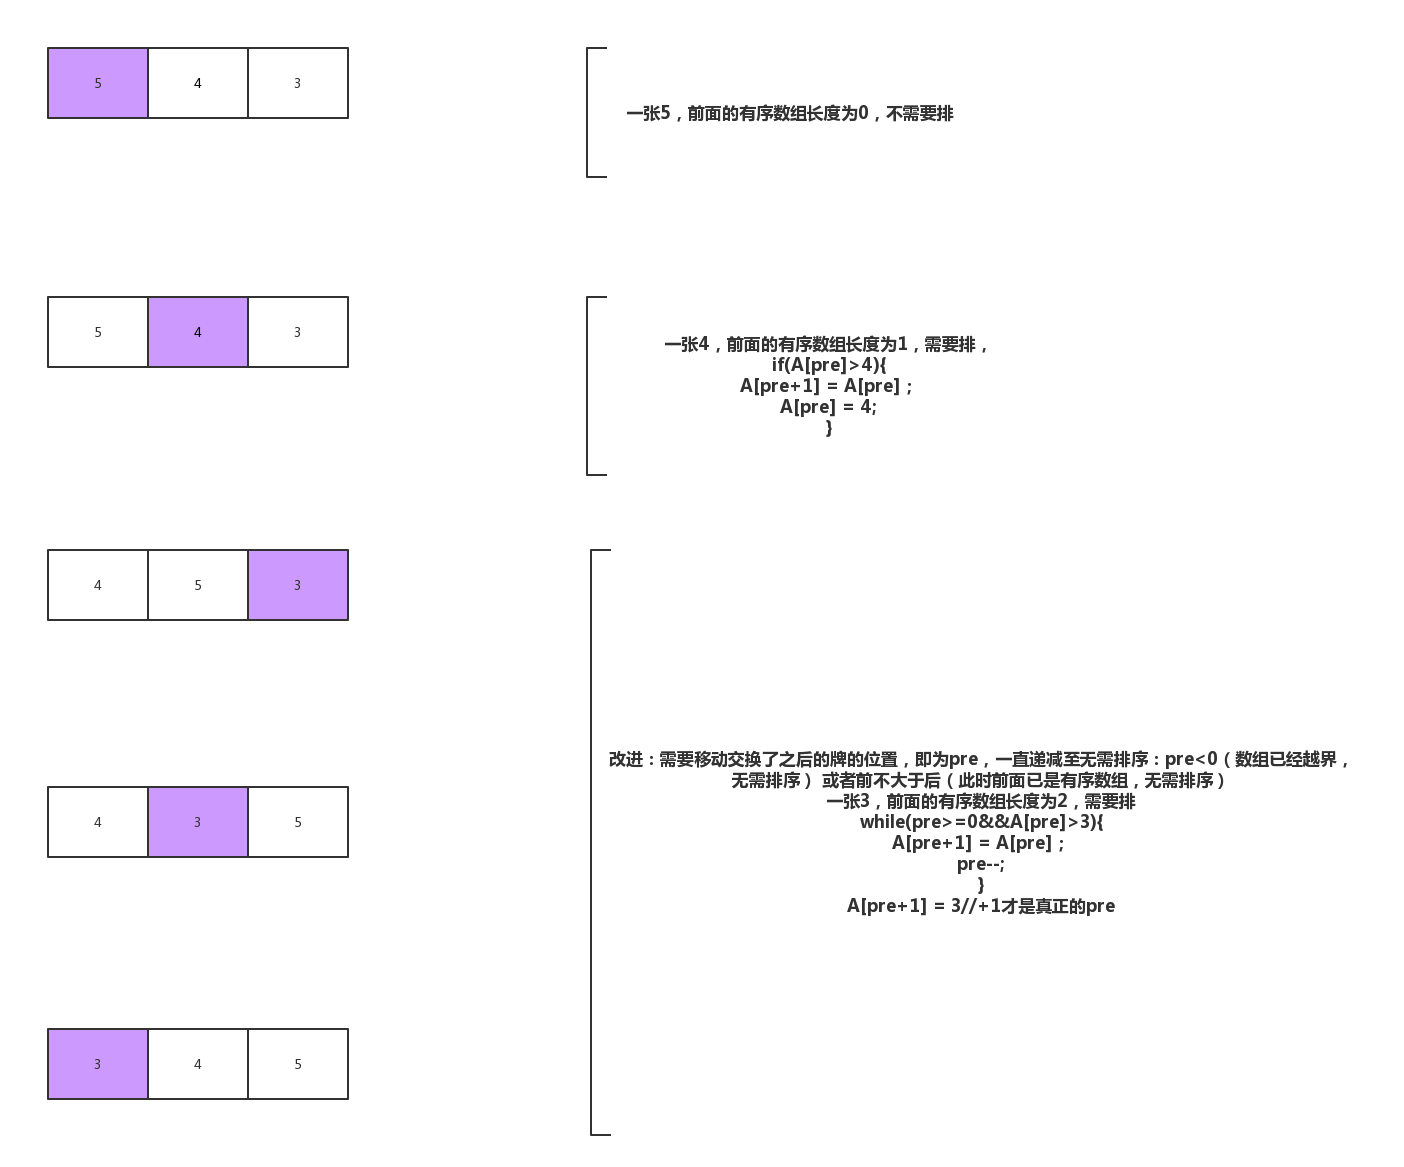 5 4 3
一张5，前面的有序数组长度为0，不需要排
5 4 3
一张4，前面的有序数组长度为1，需要排，
if(A[pre]>4){
A[pre+1] = A[pre] ;
A[pre] = 4;
}
4 5 3
4 3 5
改进：需要移动交换了之后的牌的位置，即为pre，一直递减至无需排序：pre<0（数组已经越界，
无需排序） 或者前不大于后（此时前面已是有序数组，无需排序）
一张3，前面的有序数组长度为2，需要排
while(pre>=0&&A[pre]>3){
A[pre+1] = A[pre] ;
pre--;
}
A[pre+1] = 3//+1才是真正的pre
3 4 5